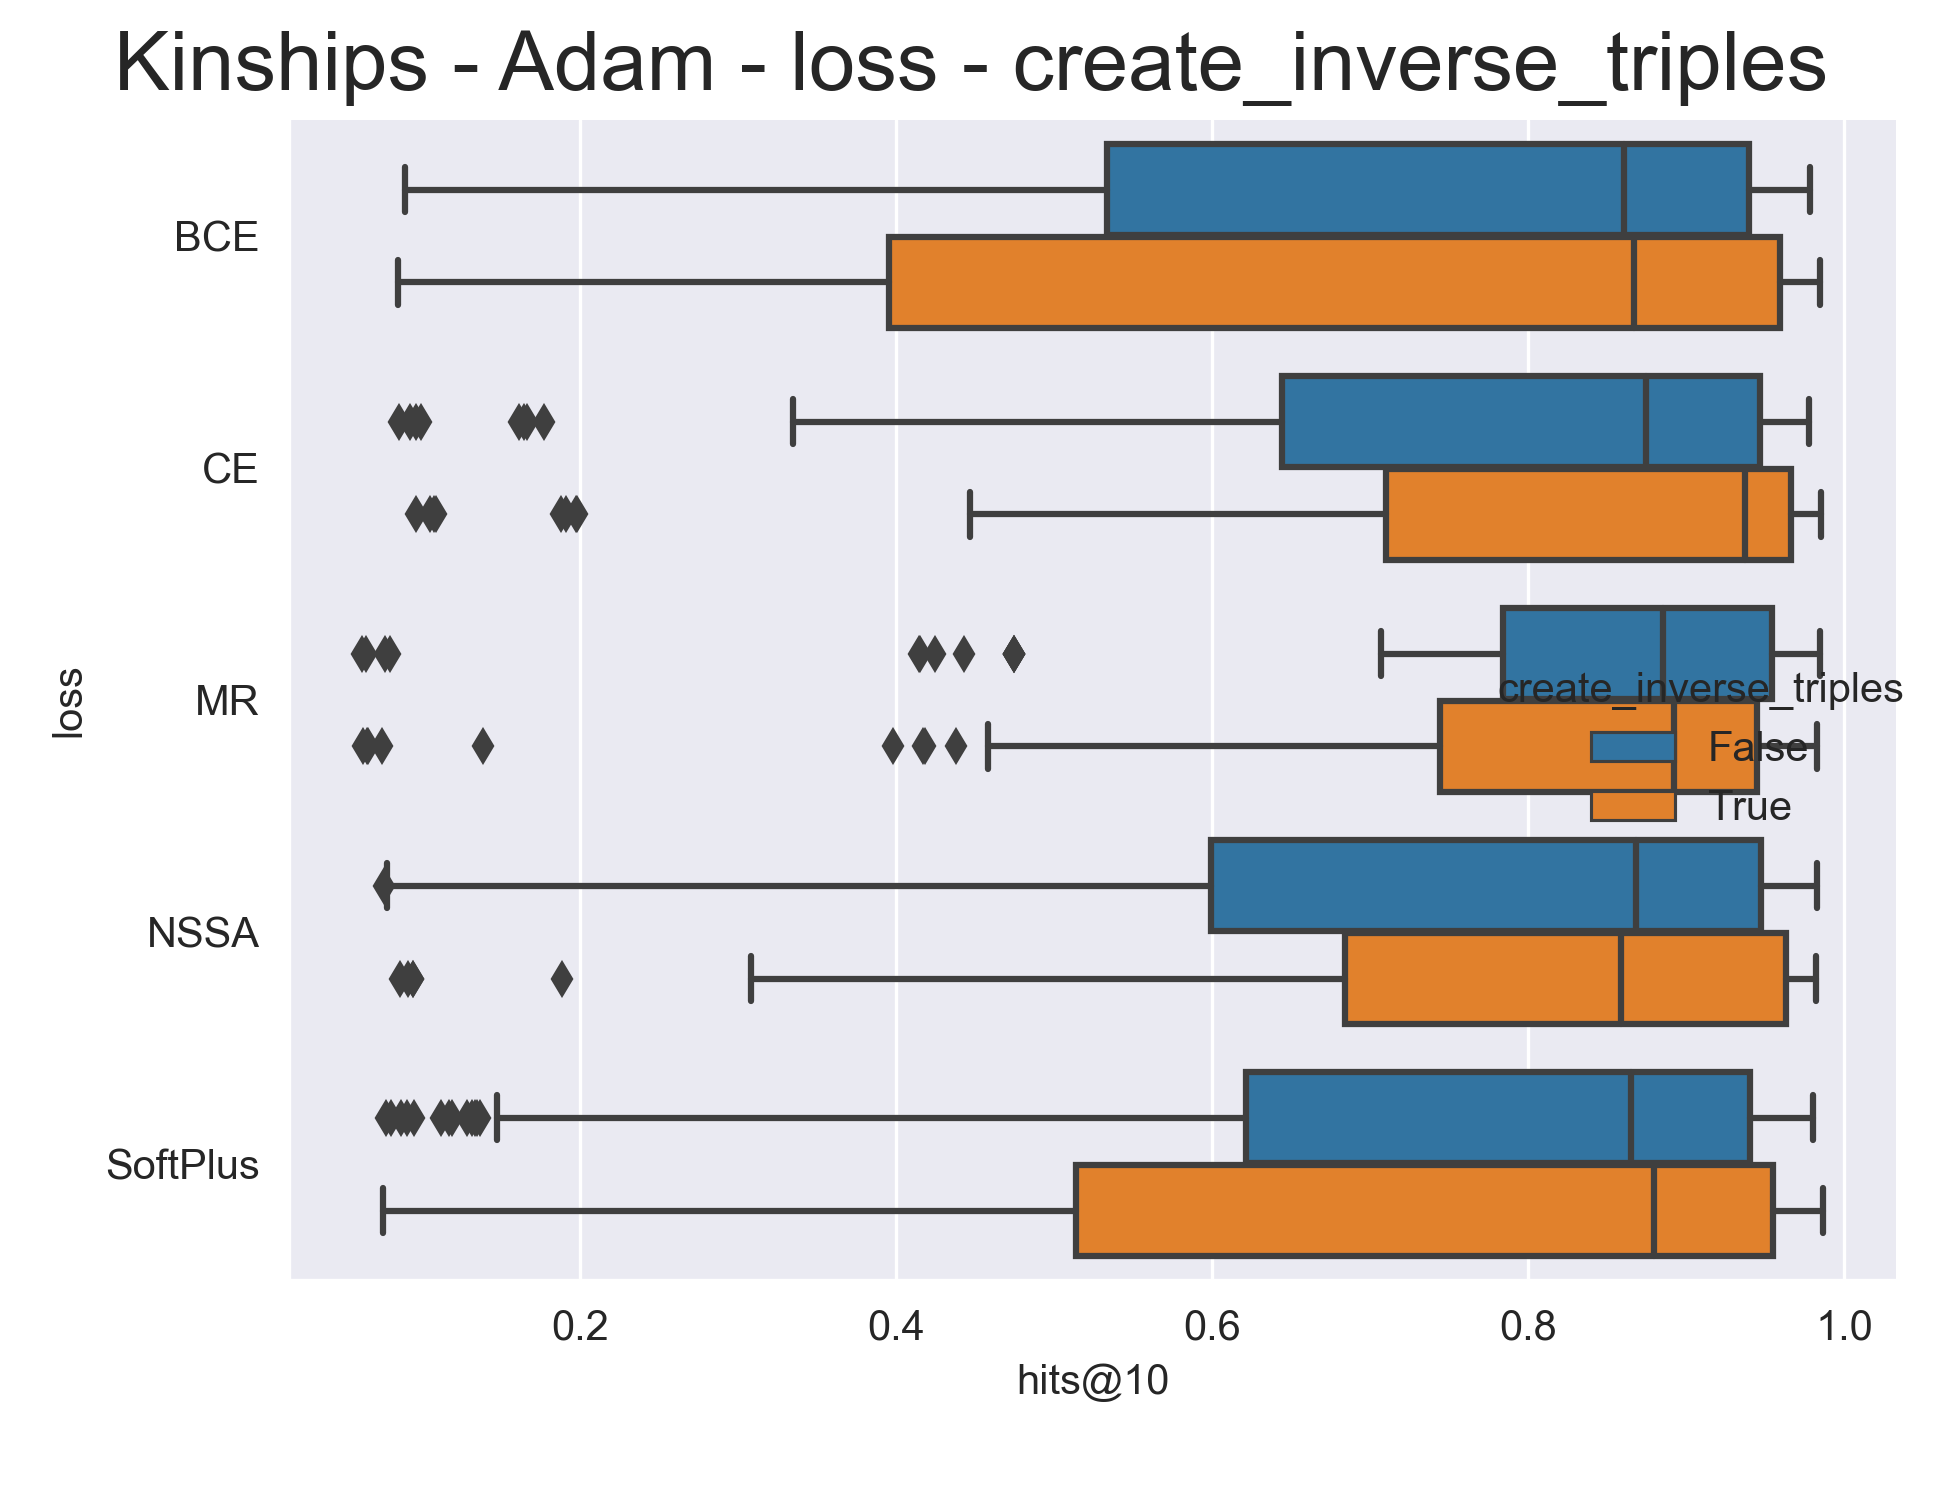 Kinships - Adam - loss - create_inverse_triples
BCE
CE
MR
NSSA
SoftPlus
loss
create_inverse_triples
False
True
0.2 0.4 0.6 0.8 1.0
hits@10